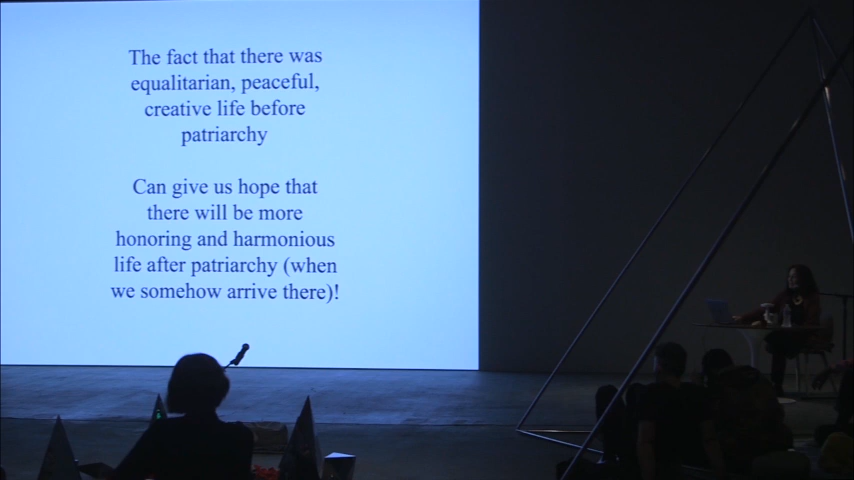 The fact that there was
equalitarian, peaceful,
creative life before
patriarchy
Can give us hope that
there will be more
honoring and harmonious
life after patriarchy (when
we somehow arrive there)!